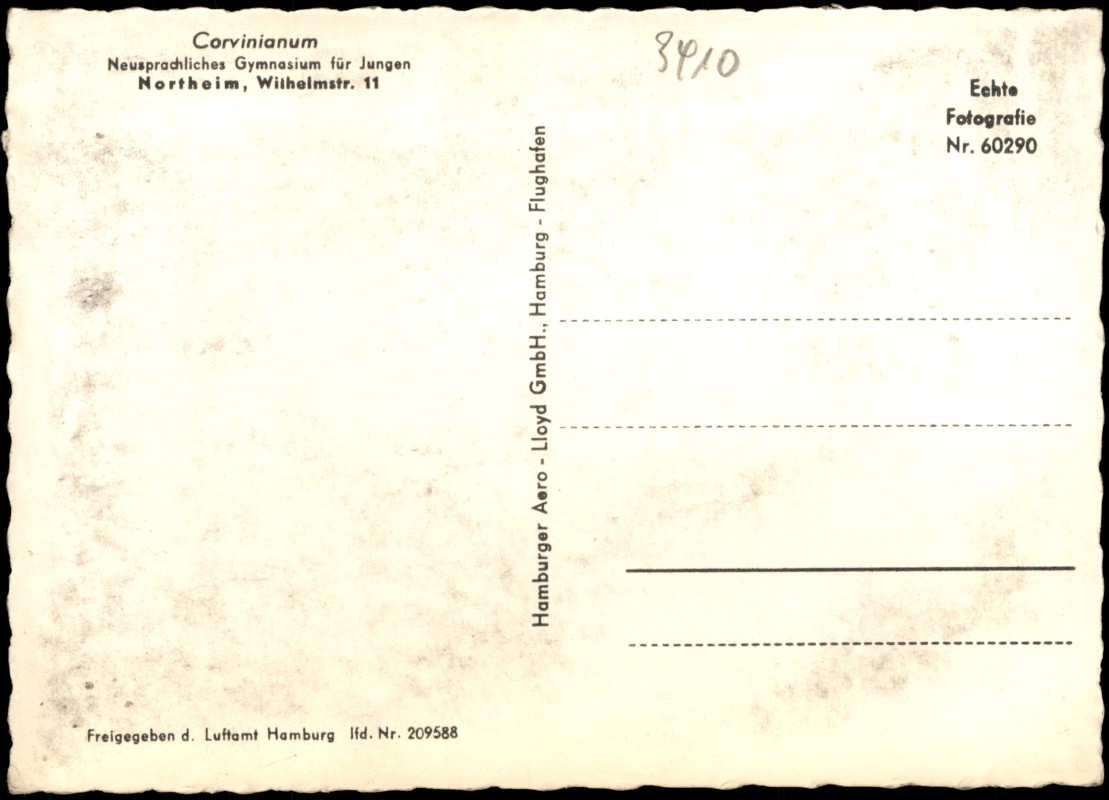 Corvinianum
Neusprachliches Gymnasium für Jungen
Northeim, Wilhelmstr. 11
3410
Echte
Fotografie
Nr. 60290
Hamburger Aero - Lloyd GmbH., Hamburg - Flughafen
Freigegeben d. Luftamt Hamburg lfd. Nr. 209588